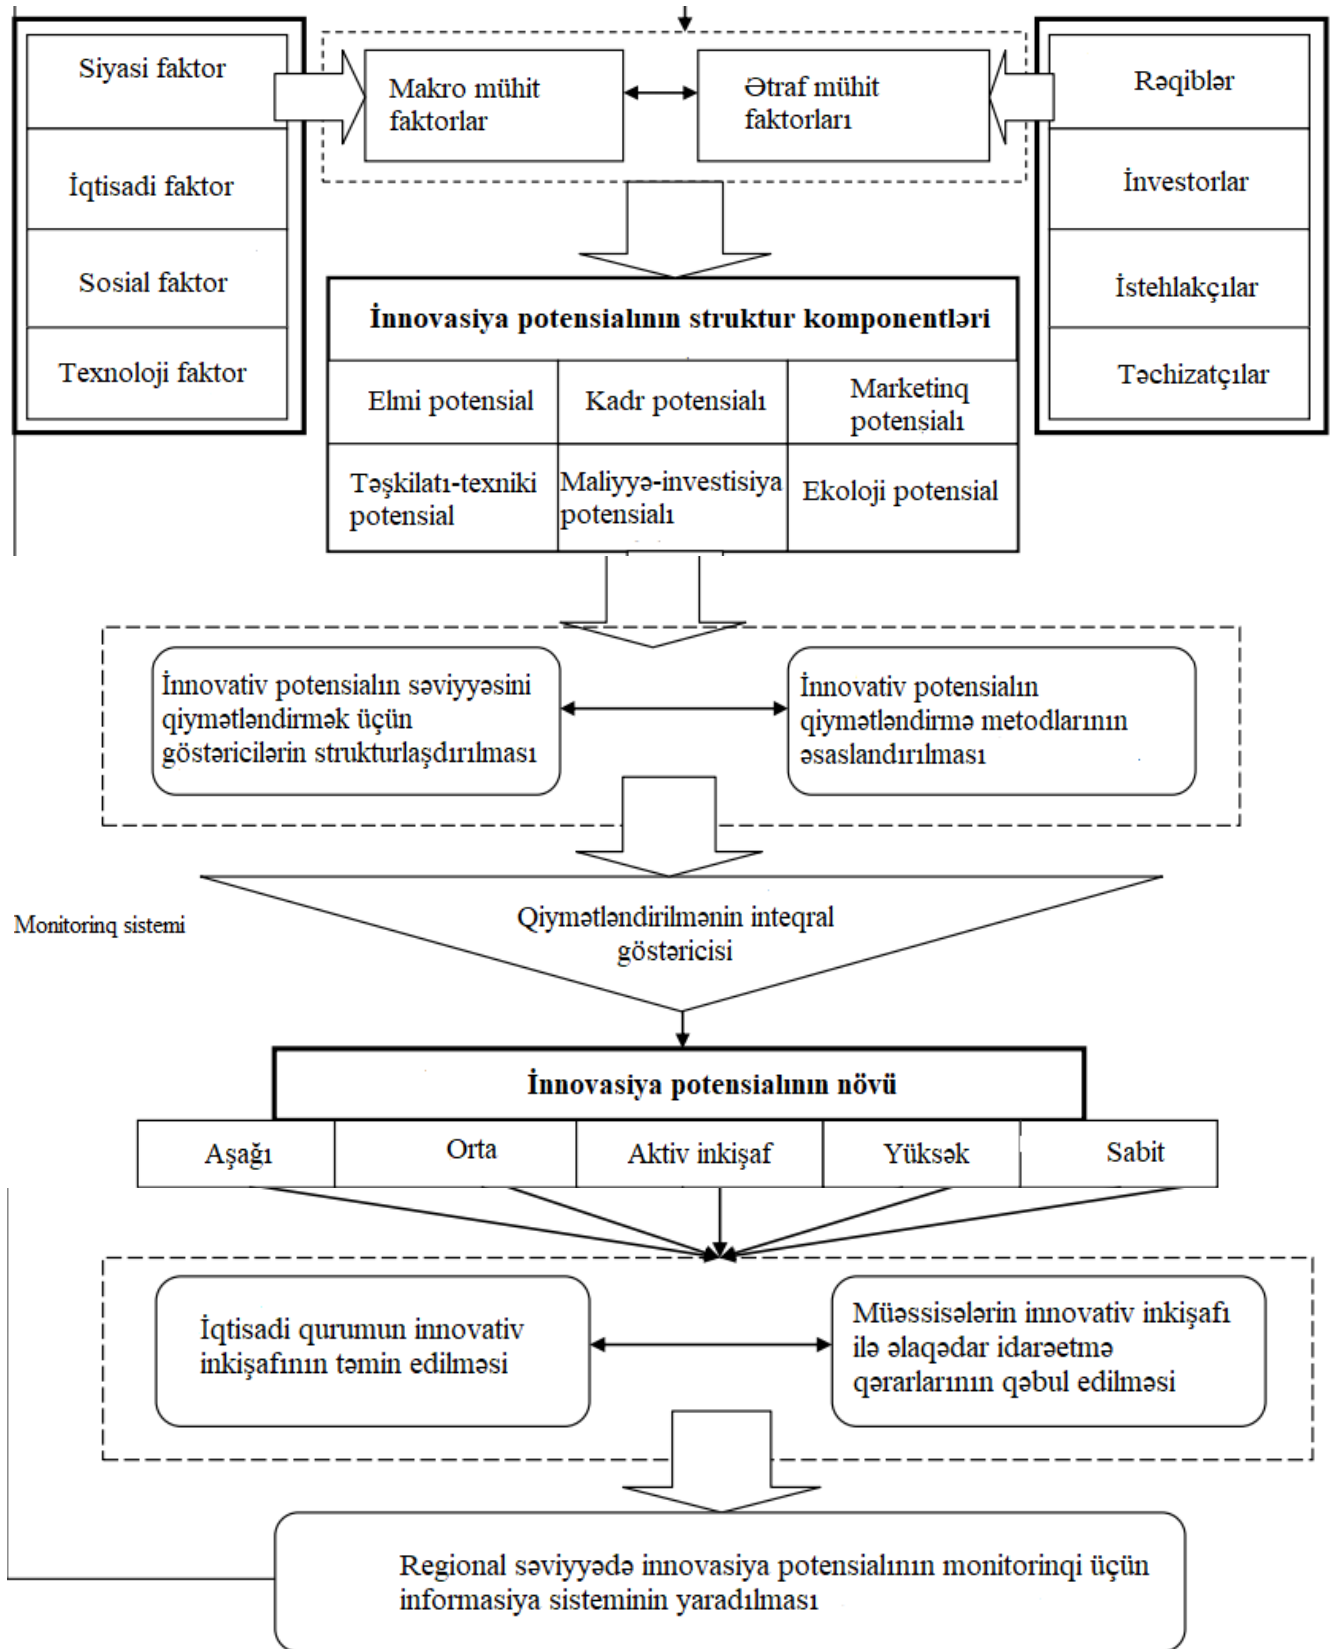 Siyasi faktor
İqtisadi faktor
Sosial faktor
Texnoloji faktor
Makro mühit
faktorlar
Ətraf mühit
faktorları
Rəqiblər
İnvestorlar
İstehlakçılar
Təchizatçılar
İnnovasiya potensialının struktur komponentləri
Elmi potensial
Kadr potensialı
Marketinq
potensialı
Təşkilatı-texniki
potensial
Maliyyə-investisiya
potensialı
Ekoloji potensial
İnnovativ potensialın səviyyəsini
qiymətləndirmək üçün
göstəricilərin strukturlaşdırılması
İnnovativ potensialın
qiymətləndirmə metodlarının
əsaslandırılması
Monitorinq sistemi
Qiymətləndirilmənin inteqral
göstəricisi
İnnovasiya potensialının növü
Aşağı
Orta
Aktiv inkişaf
Yüksək
Sabit
İqtisadi qurumun innovativ
inkişafının təmin edilməsi
Müəssisələrin innovativ inkişafı
ilə əlaqədar idarəetmə
qərarlarının qəbul edilməsi
Regional səviyyədə innovasiya potensialının monitorinqi üçün
informasiya sisteminin yaradılması